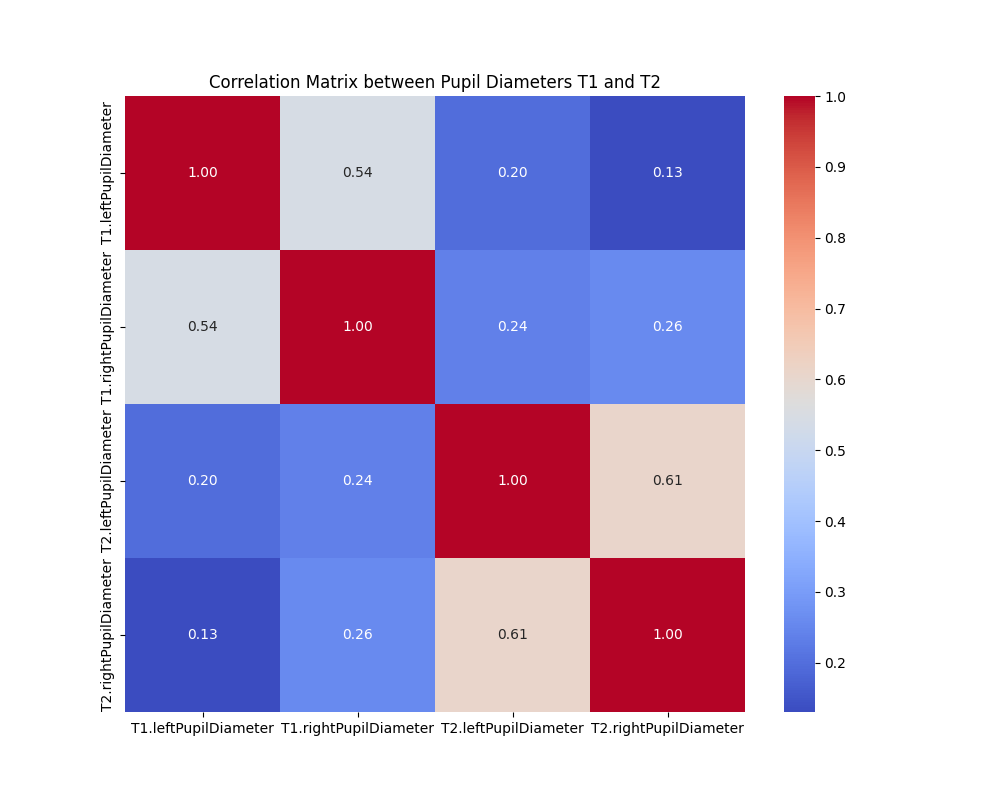 Correlation Matrix between Pupil Diameters T1 and T2
T1.leftPupilDiameter
1.00
0.54
0.20
0.13
T1.rightPupilDiameter
0.54
1.00
0.24
0.26
T2.leftPupilDiameter
0.20
0.24
1.00
0.61
T2.rightPupilDiameter
0.13
0.26
0.61
1.00
T1.leftPupilDiameter
T1.rightPupilDiameter
T2.leftPupilDiameter
T2.rightPupilDiameter
1.0
0.9
0.8
0.7
0.6
0.5
0.4
0.3
0.2